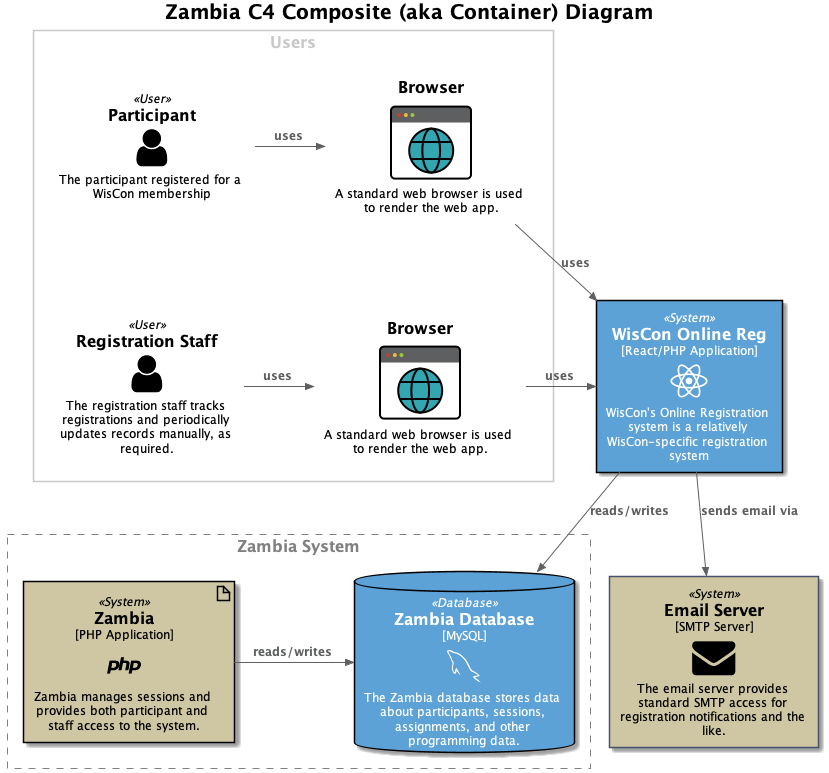 Zambia C4 Composite (aka Container) Diagram
Users
«User»
Participant
The participant registered for a
WisCon membership
uses
Browser
A standard web browser is used
to render the web app.
uses
«User»
Registration Staff
The registration staff tracks
registrations and periodically
updates records manually, as
required.
uses
Browser
A standard web browser is used
to render the web app.
uses
«System»
WisCon Online Reg
[React/PHP Application]
WisCon's Online Registration
system is a relatively
WisCon-specific registration
system
reads/writes
sends email via
Zambia System
«System»
Zambia
[PHP Application]
php
Zambia manages sessions and
provides both participant and
staff access to the system.
reads/writes
«Database»
Zambia Database
[MySQL]
The Zambia database stores data
about participants, sessions,
assignments, and other
programming data.
«System»
Email Server
[SMTP Server]
The email server provides
standard SMTP access for
registration notifications and the
like.